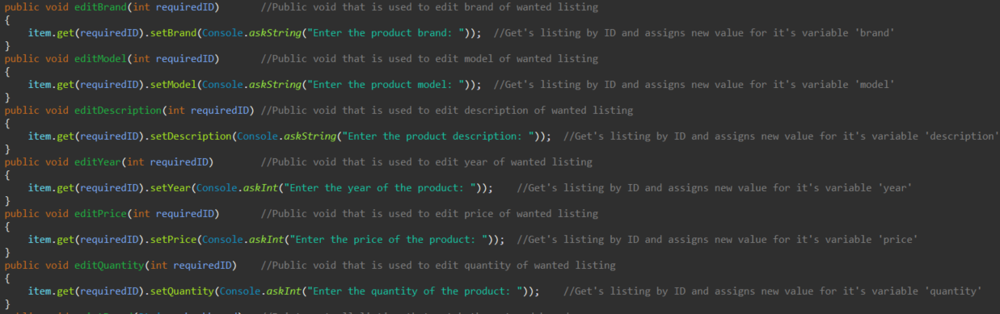 public void editBrand(int requiredID)       //Public void that is used to edit brand of wanted listing
{
    item.get(requiredID).setBrand(Console.askString("Enter the product brand: "));  //Get's listing by ID and assigns new value for it's variable 'brand'
}
public void editModel(int requiredID)       //Public void that is used to edit model of wanted listing
{
    item.get(requiredID).setModel(Console.askString("Enter the product model: "));  //Get's listing by ID and assigns new value for it's variable 'model'
}
public void editDescription(int requiredID) //Public void that is used to edit description of wanted listing
{
    item.get(requiredID).setDescription(Console.askString("Enter the product description: "));  //Get's listing by ID and assigns new value for it's variable 'description'
}
public void editYear(int requiredID)        //Public void that is used to edit year of wanted listing
{
    item.get(requiredID).setYear(Console.askInt("Enter the year of the product: "));    //Get's listing by ID and assigns new value for it's variable 'year'
}
public void editPrice(int requiredID)       //Public void that is used to edit price of wanted listing
{
    item.get(requiredID).setPrice(Console.askInt("Enter the price of the product: "));  //Get's listing by ID and assigns new value for it's variable 'price'
}
public void editQuantity(int requiredID)    //Public void that is used to edit quantity of wanted listing
{
    item.get(requiredID).setQuantity(Console.askInt("Enter the quantity of the product: "));    //Get's listing by ID and assigns new value for it's variable 'quantity'
}